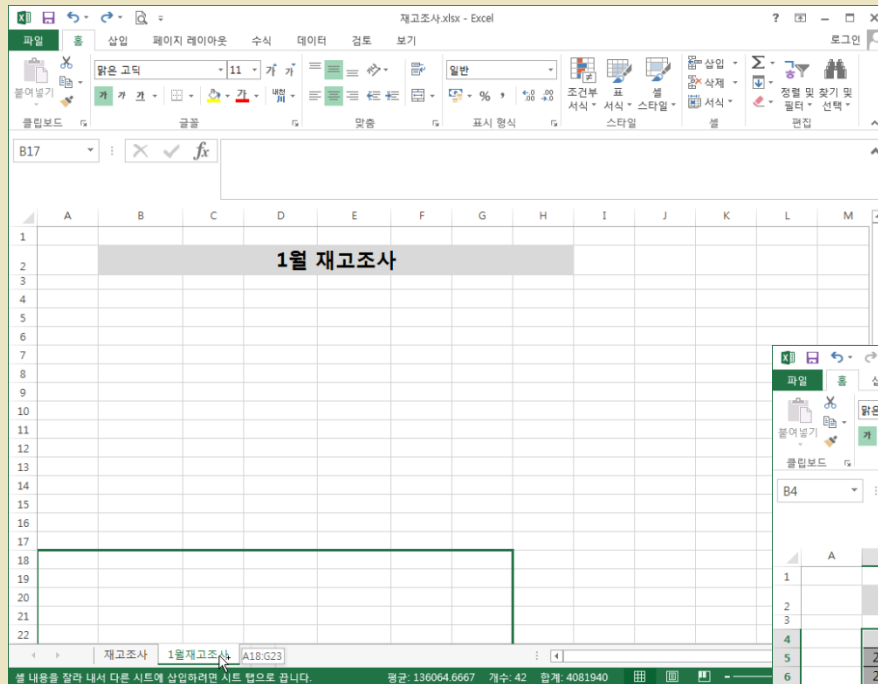 재고조사.xlsx - Excel
파일 홈 삽입 페이지 레이아웃 수식 데이터 검토 보기 로그인
붙여넣기
맑은 고딕 11 가 가
가 가 가 내천
일반
% ,
조건부 서식
표 서식
셀 스타일
삽입
삭제
서식
정렬 및 필터
찾기 및 선택
클립보드 글꼴 맞춤 표시 형식 스타일 셀 편집
B17 fx
A B C D E F G H I J K L M
1
2 1월 재고조사
3
4
5
6
7
8
9
10
11
12
13
14
15
16
17
18
19
20
21
22
재고조사 1월재고조사 A18:G23
셀 내용을 잘라 내서 다른 시트에 삽입하려면 시트 탭으로 끕니다. 평균: 136064.6667 개수: 42 합계: 4081940
파일 홈
붙여넣기
가
클립보드
B4
A
1
2
3
4
5 2
6 2